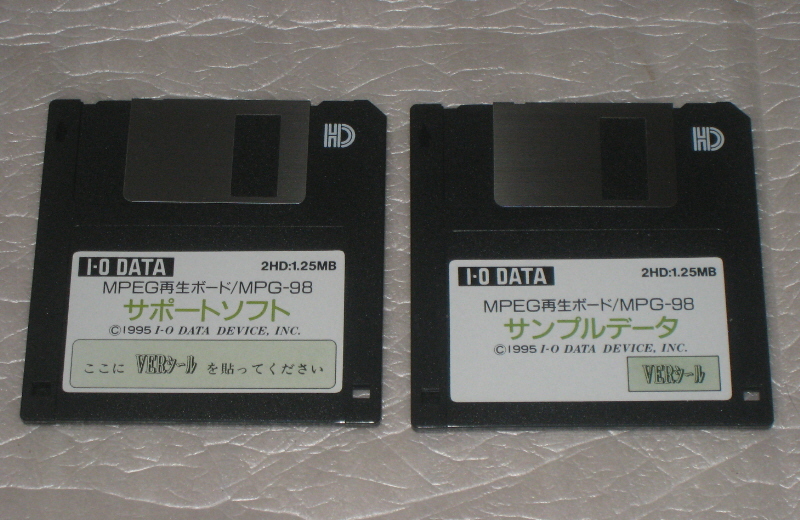 HD
I·O DATA
2HD:1.25MB
MPEG再生ボード/MPG-98
サポートソフト
©1995 I-O DATA DEVICE, INC.
ここに VERシール を貼ってください
HD
I·O DATA
2HD:1.25MB
MPEG再生ボード/MPG-98
サンプルデータ
©1995 I-O DATA DEVICE, INC.
VERシール